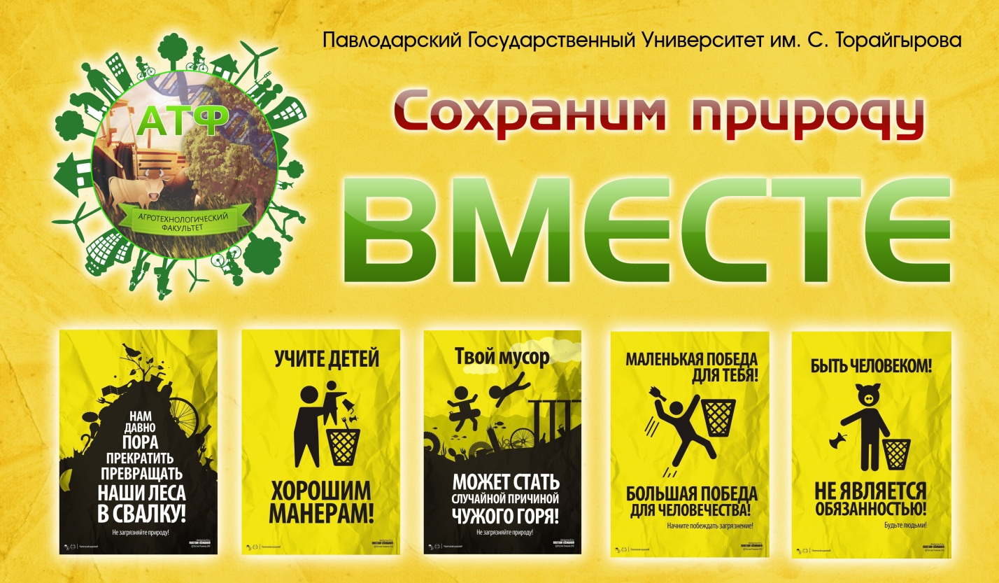 Павлодарский Государственный Университет им. С. Торайгырова
Сохраним природу
ВМЕСТЕ
АТФ
АГРОТЕХНОЛОГИЧЕСКИЙ
ФАКУЛЬТЕТ
НАМ
ДАВНО
ПОРА
ПРЕКРАТИТЬ
ПРЕВРАЩАТЬ
НАШИ ЛЕСА
В СВАЛКУ!
Не загрязняйте природу!
УЧИТЕ ДЕТЕЙ
ХОРОШИМ
МАНЕРАМ!
Твой мусор
МОЖЕТ СТАТЬ
СЛУЧАЙНОЙ ПРИЧИНОЙ
ЧУЖОГО ГОРЯ!
Не загрязняйте природу!
МАЛЕНЬКАЯ ПОБЕДА
ДЛЯ ТЕБЯ!
БОЛЬШАЯ ПОБЕДА
ДЛЯ ЧЕЛОВЕЧЕСТВА!
Начните побеждать загрязнение!
БЫТЬ ЧЕЛОВЕКОМ!
НЕ ЯВЛЯЕТСЯ
ОБЯЗАННОСТЬЮ!
Будьте людьми!